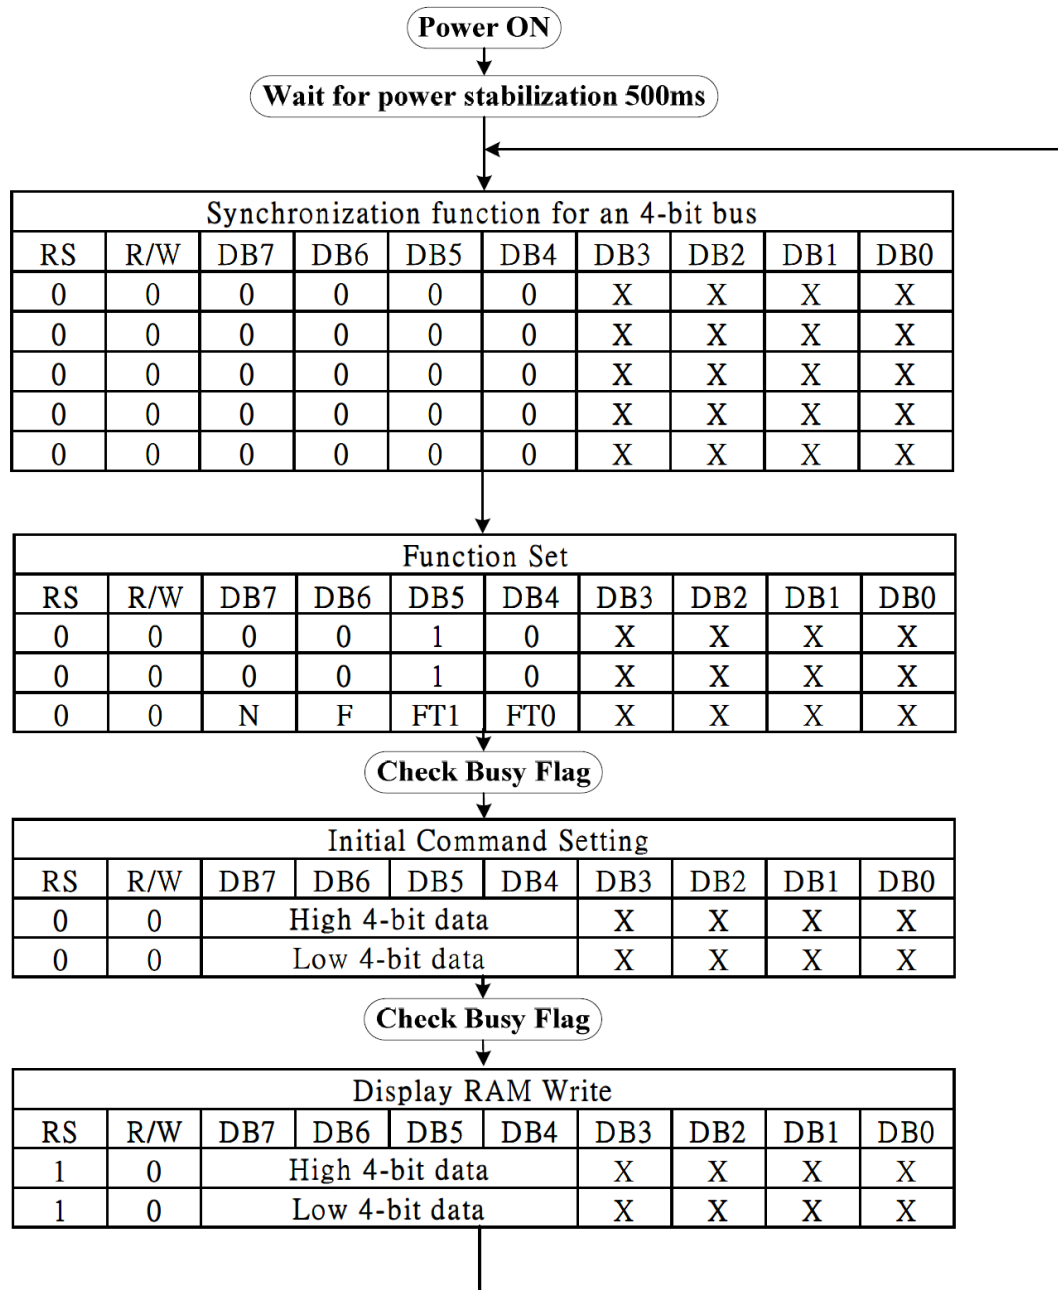 Power ON
Wait for power stabilization 500ms
Synchronization function for an 4-bit bus
RS R/W DB7 DB6 DB5 DB4 DB3 DB2 DB1 DB0
0 0 0 0 0 0 X X X X
0 0 0 0 0 0 X X X X
0 0 0 0 0 0 X X X X
0 0 0 0 0 0 X X X X
0 0 0 0 0 0 X X X X
Function Set
RS R/W DB7 DB6 DB5 DB4 DB3 DB2 DB1 DB0
0 0 0 0 1 0 X X X X
0 0 0 0 1 0 X X X X
0 0 N F FT1 FT0 X X X X
Check Busy Flag
Initial Command Setting
RS R/W DB7 DB6 DB5 DB4 DB3 DB2 DB1 DB0
0 0 High 4-bit data X X X X
0 0 Low 4-bit data X X X X
Check Busy Flag
Display RAM Write
RS R/W DB7 DB6 DB5 DB4 DB3 DB2 DB1 DB0
1 0 High 4-bit data X X X X
1 0 Low 4-bit data X X X X